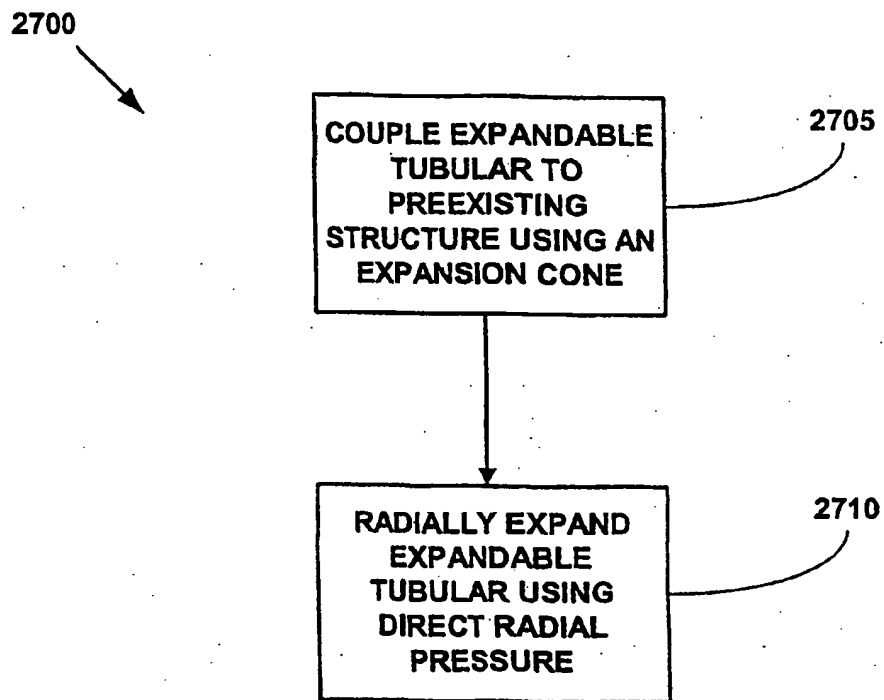 2700
COUPLE EXPANDABLE
TUBULAR TO
PREEXISTING
STRUCTURE USING AN
EXPANSION CONE
2705
RADIALLY EXPAND
EXPANDABLE
TUBULAR USING
DIRECT RADIAL
PRESSURE
2710